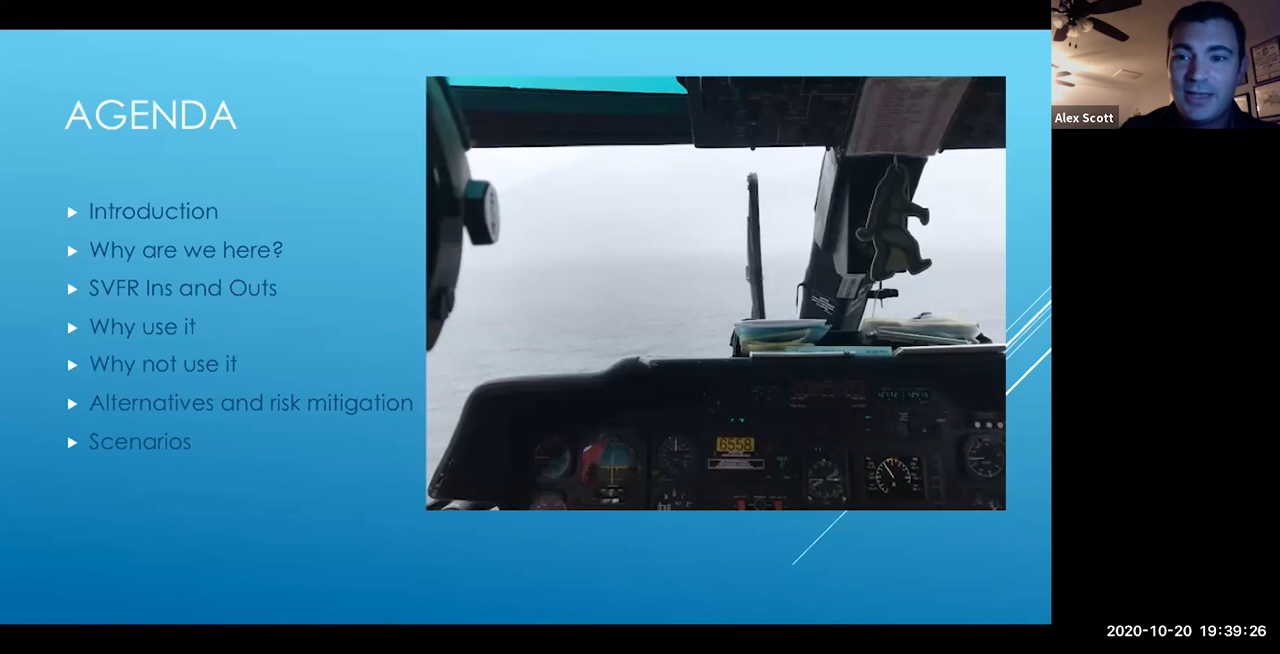 AGENDA
Introduction
Why are we here?
SVFR Ins and Outs
Why use it
Why not use it
Alternatives and risk mitigation
Scenarios
6558
Alex Scott
2020-10-20 19:39:26